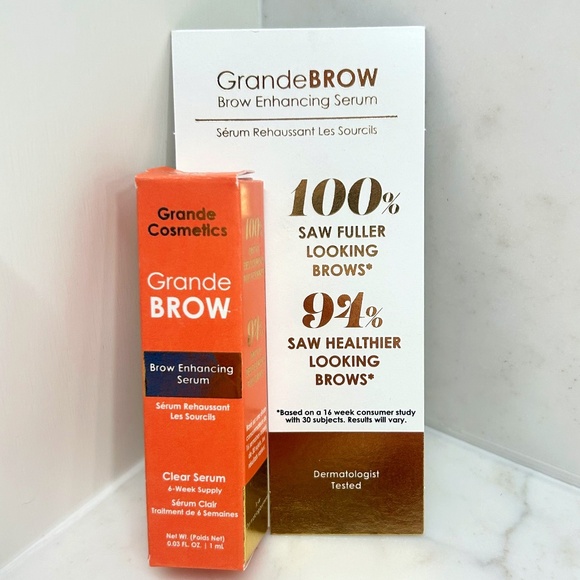 GrandeBROW
Brow Enhancing Serum
Sérum Rehaussant Les Sourcils
100%
SAW FULLER
LOOKING
BROWS*
94%
SAW HEALTHIER
LOOKING
BROWS*
*Based on a 16 week consumer study
with 30 subjects. Results will vary.
Dermatologist
Tested
Grande
Cosmetics
Grande
BROW
Brow Enhancing
Serum
Sérum Rehaussant
Les Sourcils
Clear Serum
6-Week Supply
Sérum Clair
Traitment de 6 Semaines
Net Wt. (Poids Net)
0.03 FL. OZ. | 1 mL
100%
94